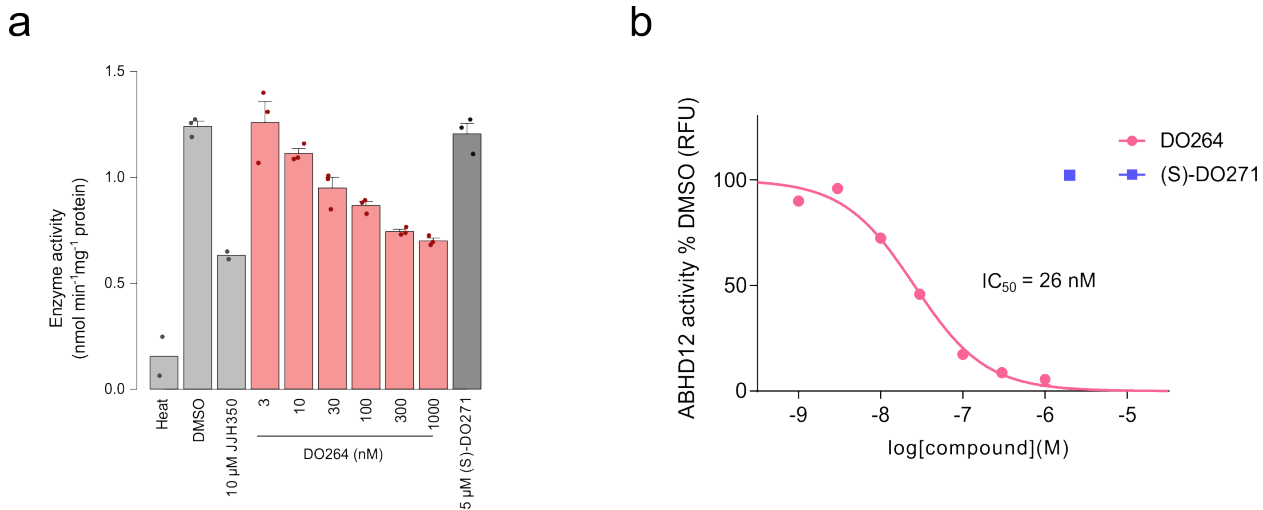 a
1.5
1.0
0.5
0.0
Enzyme activity
(nmol min-1mg-1 protein)
Heat
DMSO
10 µM JJH350
3
10
30
100
300
1000
5 µM (S)-DO271
DO264 (nM)
b
DO264
(S)-DO271
100
50
0
ABHD12 activity % DMSO (RFU)
IC50 = 26 nM
-9
-8
-7
-6
-5
log[compound](M)